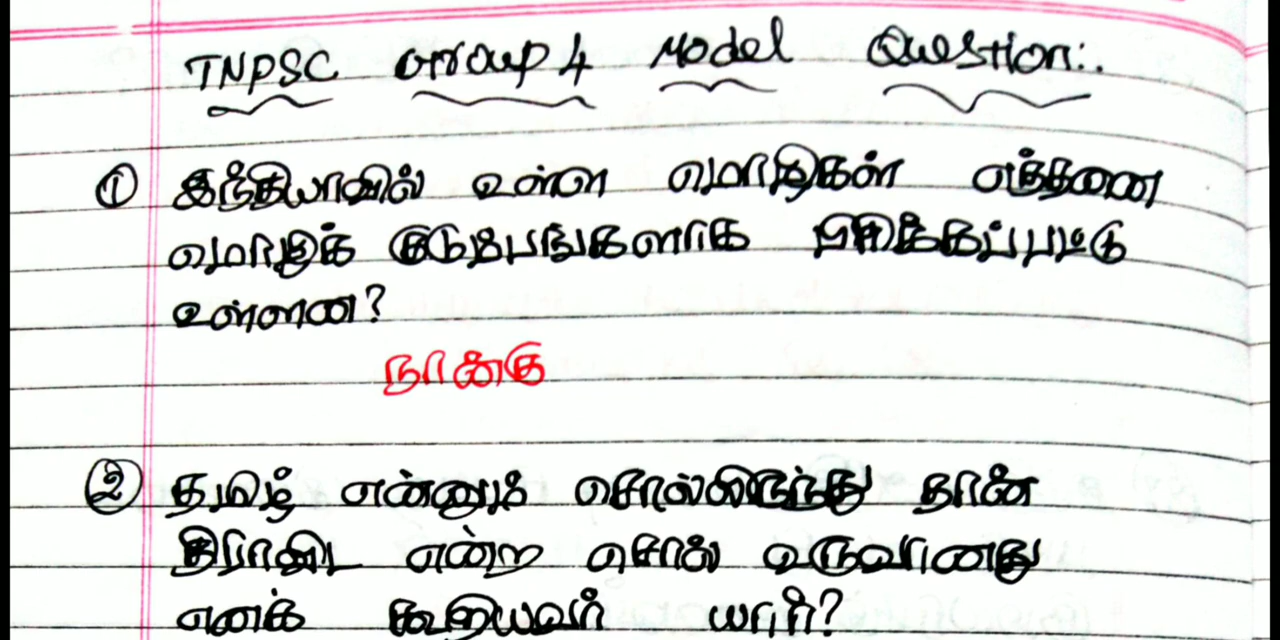 TNPSC Group 4 Model Question:.
① இந்தியாவில் உள்ள மொழிகள் எத்தனை
மொழிக் குடும்பங்களாக பிரிக்கப்பட்டு
உள்ளன?
நான்கு
② தமிழ் என்னும் சொல்லிருந்து தான்
திராவிட என்ற சொல் உருவானது
எனக் கூறியவர் யார்?